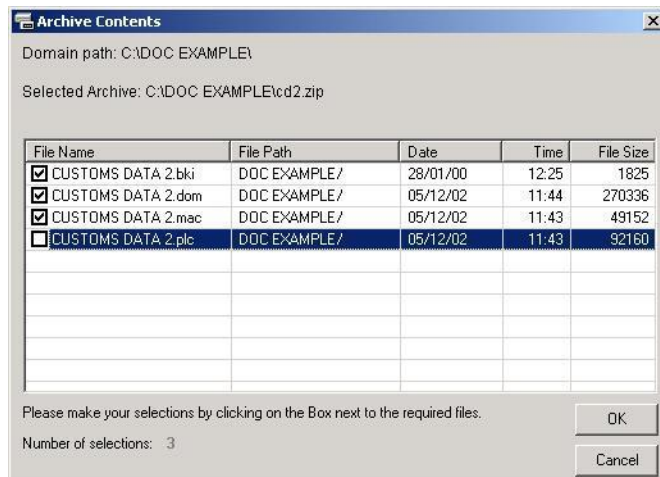 Archive Contents
Domain path: C:\DOC EXAMPLE\
Selected Archive: C:\DOC EXAMPLE\cd2.zip
File Name File Path Date Time File Size
CUSTOMS DATA 2.bki DOC EXAMPLE/ 28/01/00 12:25 1825
CUSTOMS DATA 2.dom DOC EXAMPLE/ 05/12/02 11:44 270336
CUSTOMS DATA 2.mac DOC EXAMPLE/ 05/12/02 11:43 49152
CUSTOMS DATA 2.plc DOC EXAMPLE/ 05/12/02 11:43 92160
Please make your selections by clicking on the Box next to the required files.
OK
Number of selections: 3
Cancel